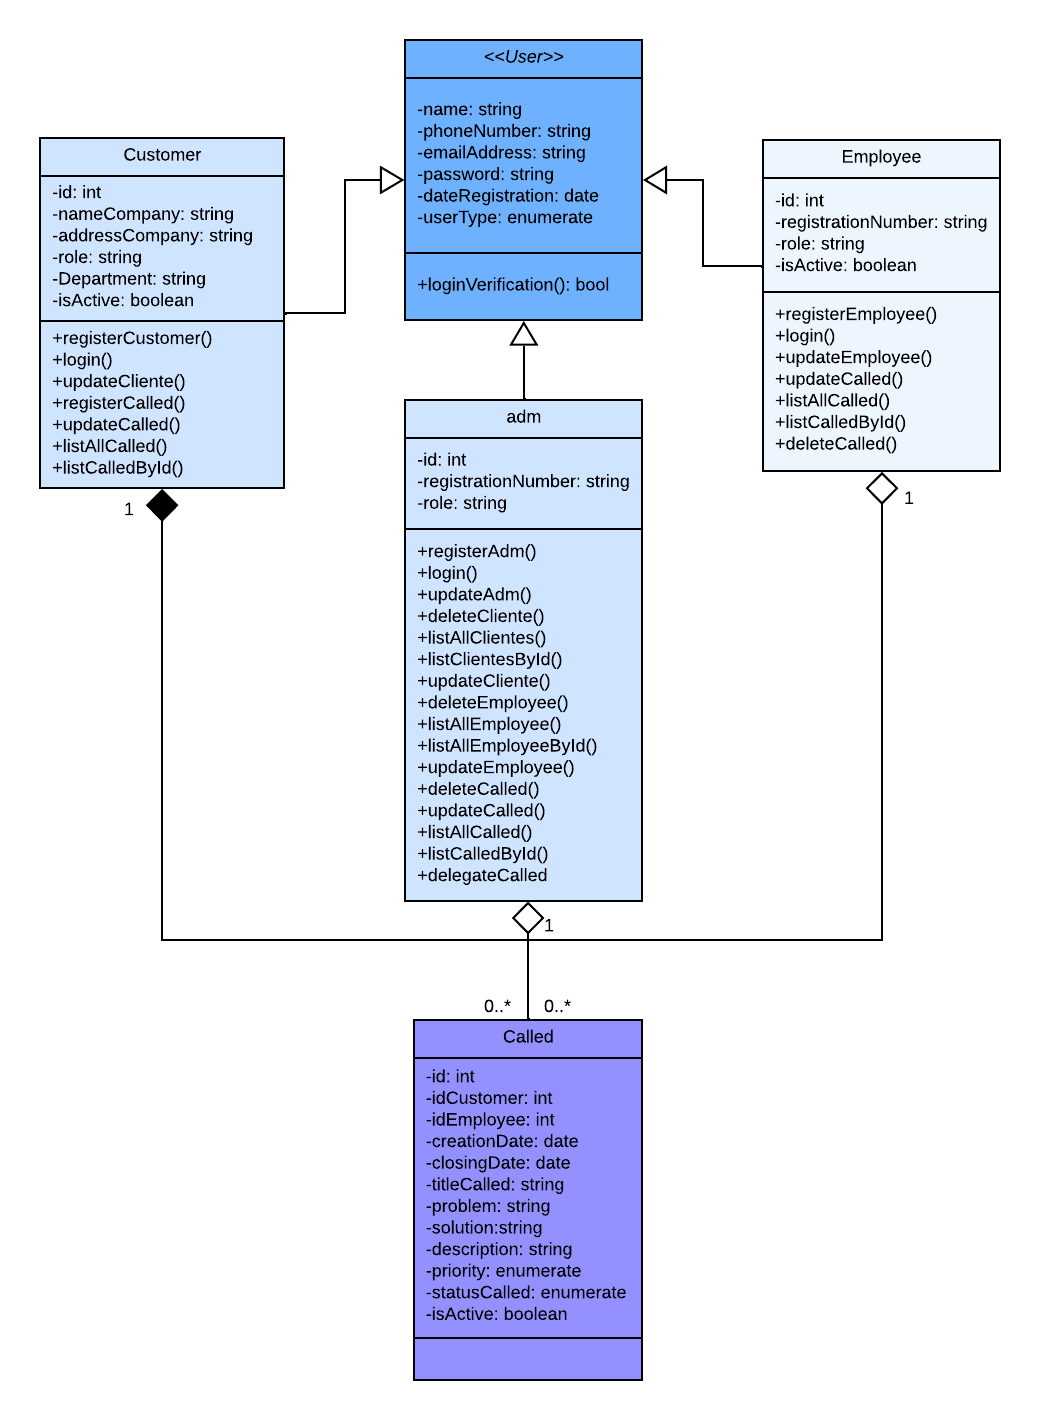 <<User>>
-name: string
-phoneNumber: string
-emailAddress: string
-password: string
-dateRegistration: date
-userType: enumerate
+loginVerification(): bool
Customer
-id: int
-nameCompany: string
-addressCompany: string
-role: string
-Department: string
-isActive: boolean
+registerCustomer()
+login()
+updateCliente()
+registerCalled()
+updateCalled()
+listAllCalled()
+listCalledById()
1
Employee
-id: int
-registrationNumber: string
-role: string
-isActive: boolean
+registerEmployee()
+login()
+updateEmployee()
+updateCalled()
+listAllCalled()
+listCalledById()
+deleteCalled()
1
adm
-id: int
-registrationNumber: string
-role: string
+registerAdm()
+login()
+updateAdm()
+deleteCliente()
+listAllClientes()
+listClientesById()
+updateCliente()
+deleteEmployee()
+listAllEmployee()
+listAllEmployeeById()
+updateEmployee()
+deleteCalled()
+updateCalled()
+listAllCalled()
+listCalledById()
+delegateCalled
1
0..* 0..*
Called
-id: int
-idCustomer: int
-idEmployee: int
-creationDate: date
-closingDate: date
-titleCalled: string
-problem: string
-solution:string
-description: string
-priority: enumerate
-statusCalled: enumerate
-isActive: boolean